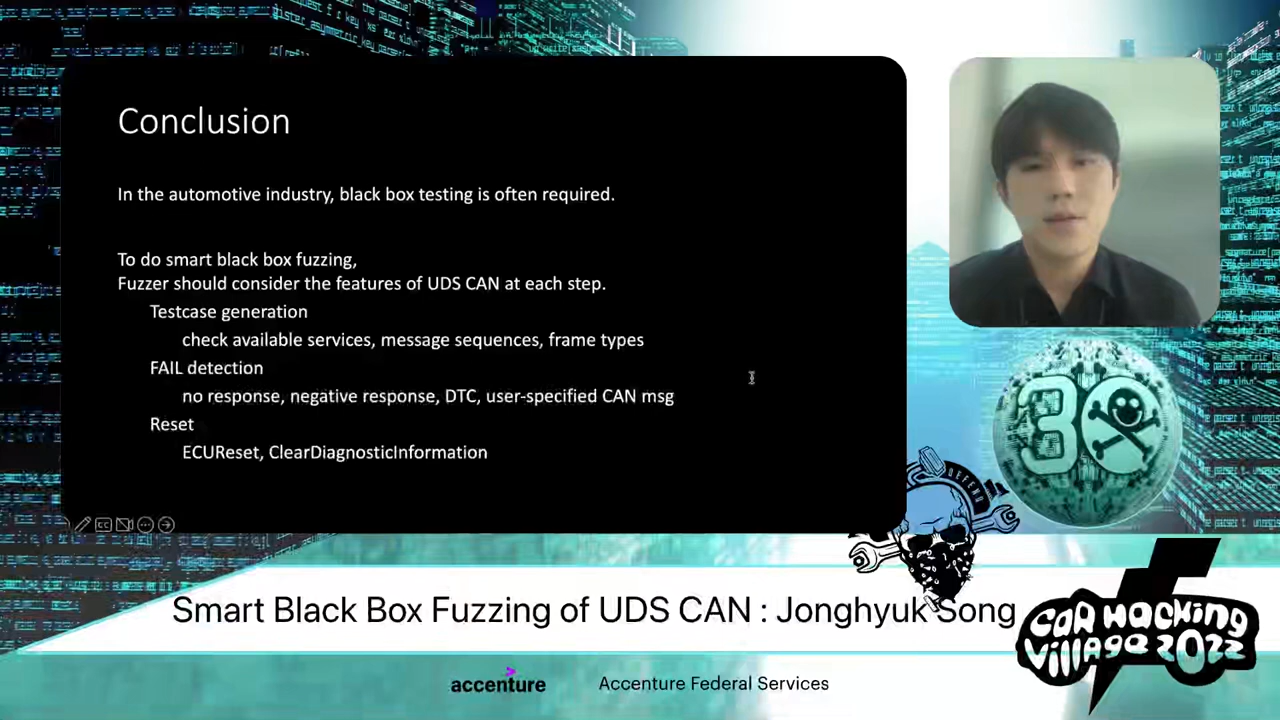 Conclusion
In the automotive industry, black box testing is often required.
To do smart black box fuzzing,
Fuzzer should consider the features of UDS CAN at each step.
Testcase generation
check available services, message sequences, frame types
FAIL detection
no response, negative response, DTC, user-specified CAN msg
Reset
ECUReset, ClearDiagnosticInformation
CC
30
DEFEND
Smart Black Box Fuzzing of UDS CAN : Jonghyuk Song
CAR HACKING
VILLAGE 2022
accenture
Accenture Federal Services